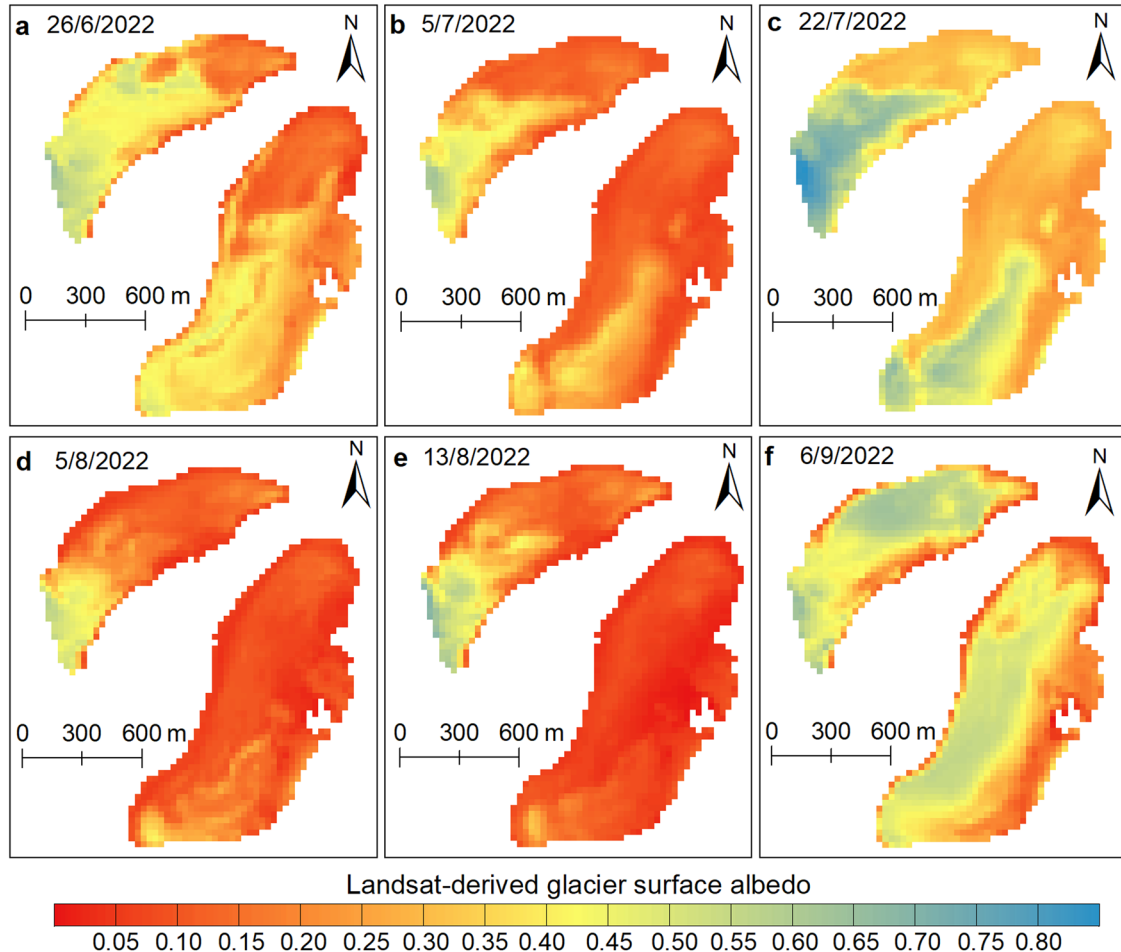 a 26/6/2022 N
b 5/7/2022 N
c 22/7/2022 N
0 300 600 m
0 300 600 m
0 300 600 m
d 5/8/2022 N
e 13/8/2022 N
f 6/9/2022 N
0 300 600 m
0 300 600 m
0 300 600 m
Landsat-derived glacier surface albedo
0.05 0.10 0.15 0.20 0.25 0.30 0.35 0.40 0.45 0.50 0.55 0.60 0.65 0.70 0.75 0.80